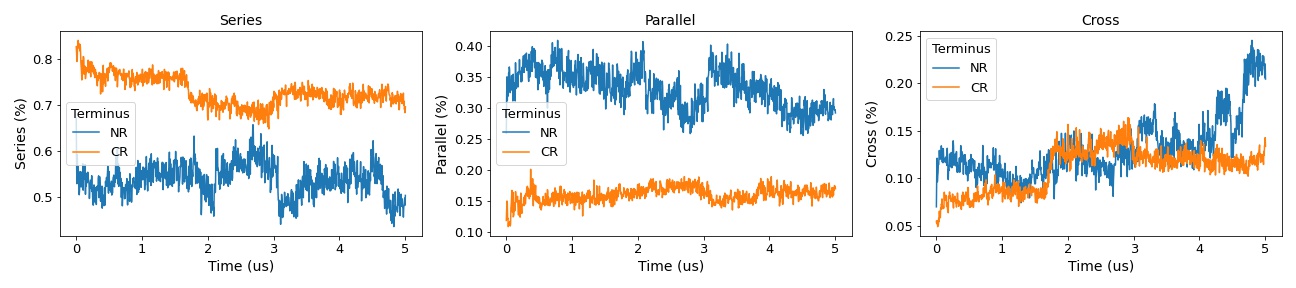 Series
Series (%)
0.8
0.7
0.6
0.5
Terminus
NR
CR
0 1 2 3 4 5
Time (us)
Parallel
Parallel (%)
0.40
0.35
0.30
0.25
0.20
0.15
0.10
Terminus
NR
CR
0 1 2 3 4 5
Time (us)
Cross
Cross (%)
0.25
0.20
0.15
0.10
0.05
Terminus
NR
CR
0 1 2 3 4 5
Time (us)